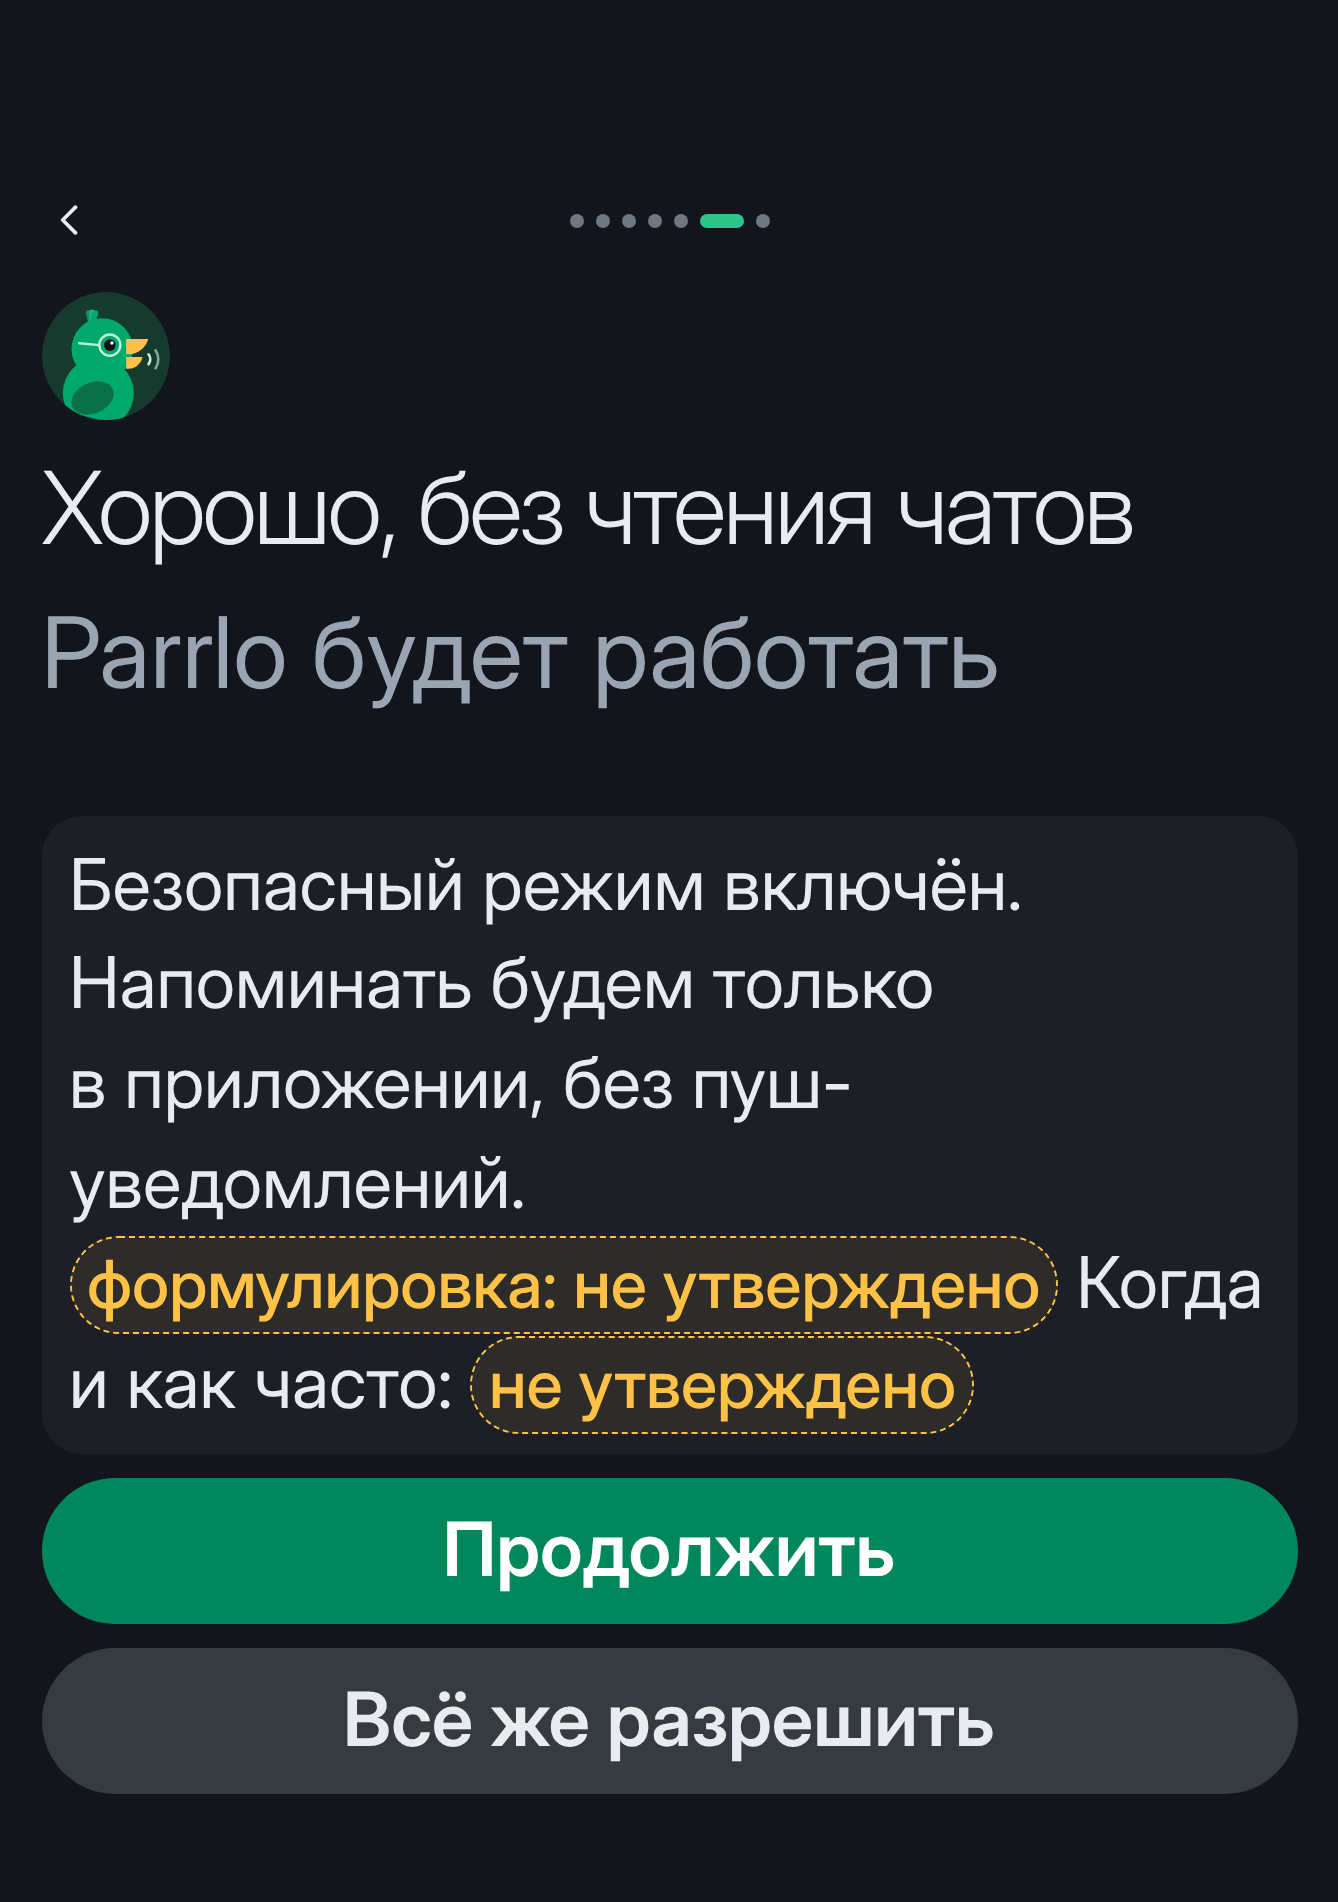 Хорошо, без чтения чатов
Parrlo будет работать
Безопасный режим включён.
Напоминать будем только
в приложении, без пуш-
уведомлений.
формулировка: не утверждено Когда
и как часто: не утверждено
Продолжить
Всё же разрешить